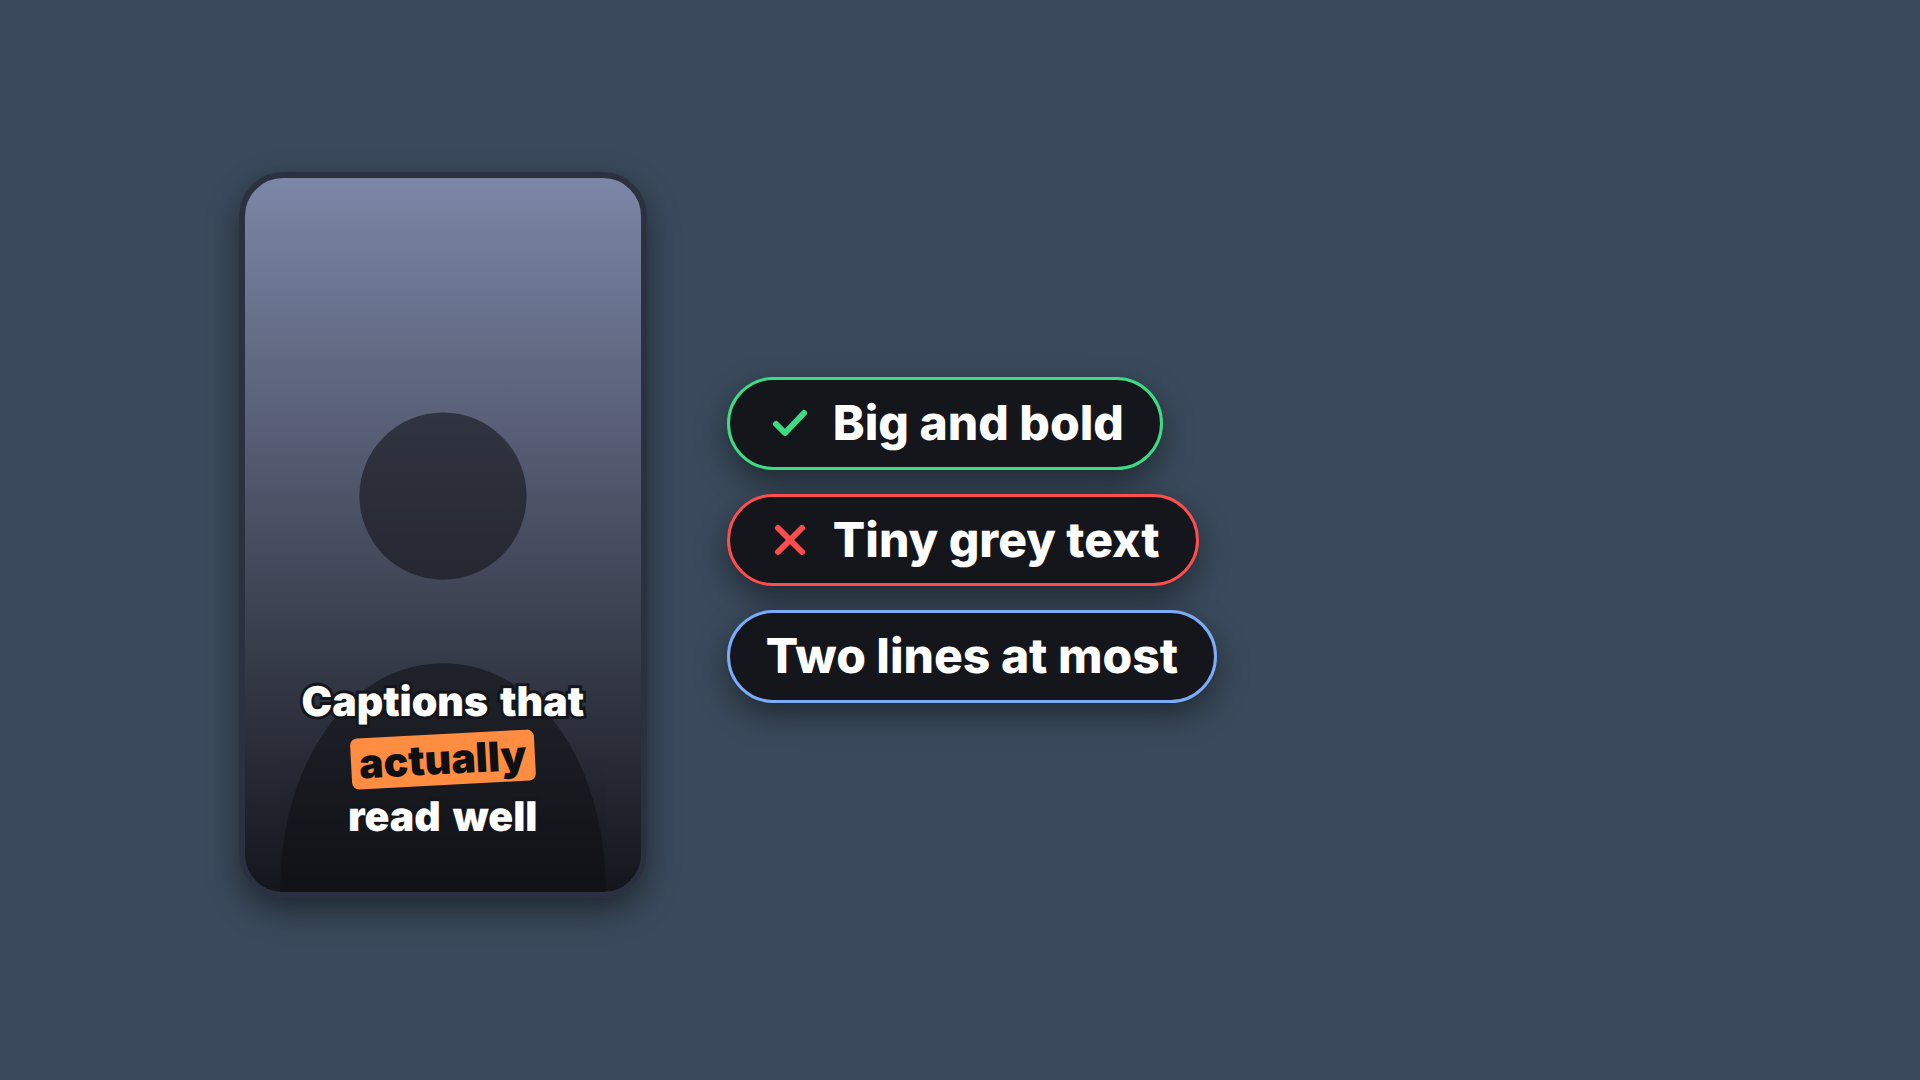 Captions that
actually
read well
Big and bold
Tiny grey text
Two lines at most